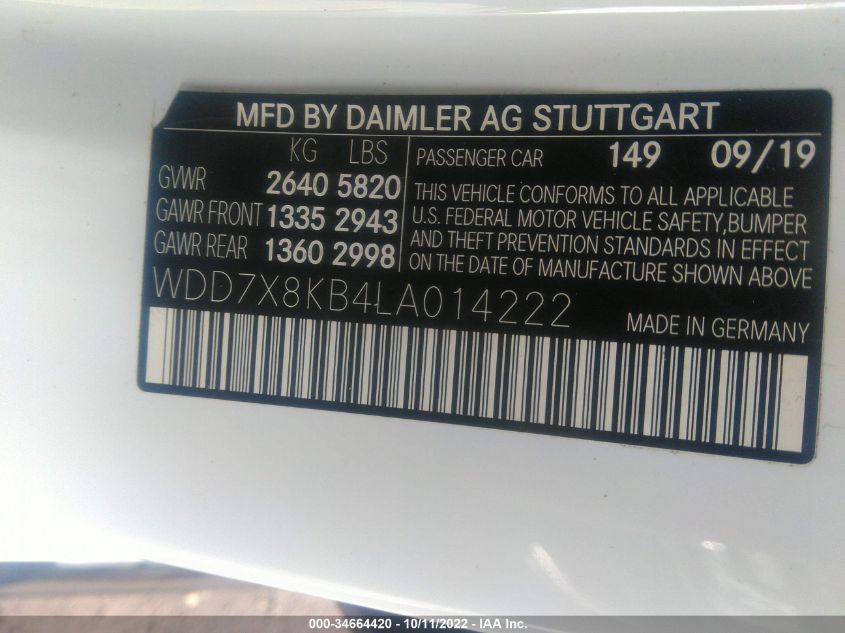 MFD BY DAIMLER AG STUTTGART
KG LBS
GVWR 2640 5820
GAWR FRONT 1335 2943
GAWR REAR 1360 2998
PASSENGER CAR 149 09/19
THIS VEHICLE CONFORMS TO ALL APPLICABLE
U.S. FEDERAL MOTOR VEHICLE SAFETY, BUMPER
AND THEFT PREVENTION STANDARDS IN EFFECT
ON THE DATE OF MANUFACTURE SHOWN ABOVE
WDD7X8KB4LA014222
MADE IN GERMANY
000-34664420 - 10/11/2022 - IAA Inc.